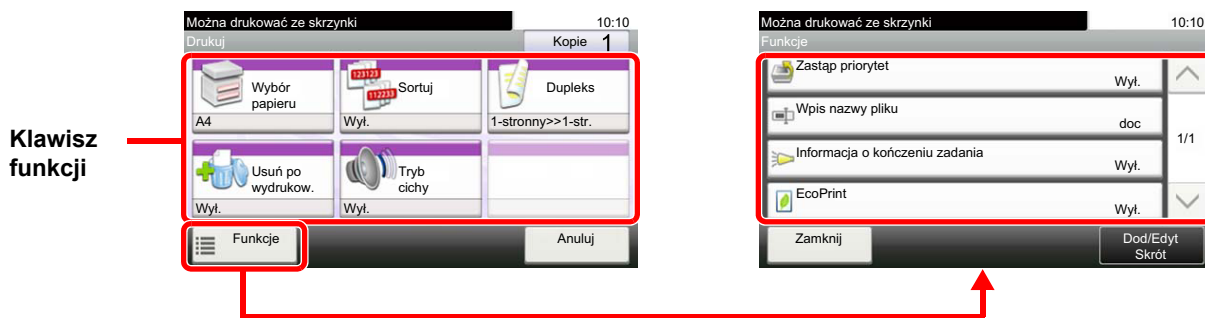 Klawisz
funkcji
Można drukować ze skrzynki 10:10
Drukuj Kopie 1
Wybór
papieru
A4
123123
112233
Sortuj
Wył.
Dupleks
1-stronny>>1-str.
Usuń po
wydrukow.
Wył.
Tryb
cichy
Wył.
Funkcje Anuluj
Można drukować ze skrzynki 10:10
Funkcje
Zastąp priorytet
Wył.
Wpis nazwy pliku
doc
Informacja o kończeniu zadania
Wył.
EcoPrint
Wył.
1/1
Zamknij
Dod/Edyt
Skrót